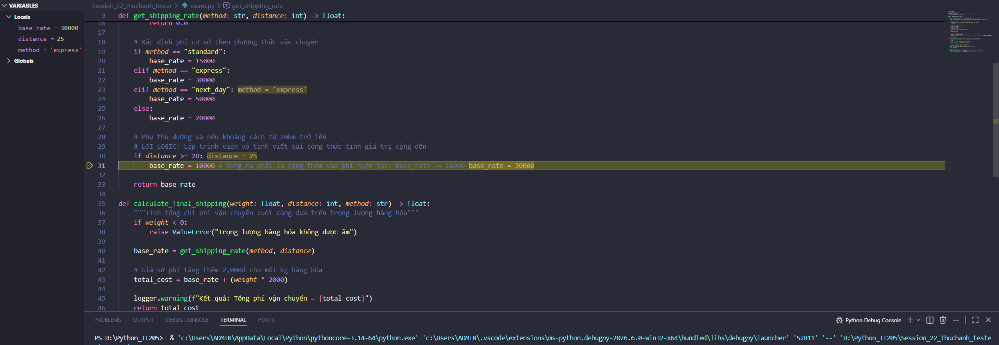 VARIABLES
Locals
base_rate = 30000
distance = 25
method = 'express'
Globals
Session_22_thuchanh_tester > exam.py > get_shipping_rate
9 def get_shipping_rate(method: str, distance: int) -> float:
16 return 0.0
17
18 # Xác định phí cơ sở theo phương thức vận chuyển
19 if method == "standard":
20 base_rate = 15000
21 elif method == "express":
22 base_rate = 30000
23 elif method == "next_day": method = 'express'
24 base_rate = 50000
25 else:
26 base_rate = 20000
27
28 # Phụ thu đường xa nếu khoảng cách từ 20km trở lên
29 # LOI LOGIC: Lập trình viên vô tình viết sai công thức tính giá trị cộng dồn
30 if distance >= 20: distance = 25
31 base_rate = 10000 # Đúng ra phải là cộng thêm vào phí hiện tại: base_rate += 10000 base_rate = 30000
32
33 return base_rate
34
35 def calculate_final_shipping(weight: float, distance: int, method: str) -> float:
36 """Tính tổng chi phí vận chuyển cuối cùng dựa trên trọng lượng hàng hóa"""
37 if weight < 0:
38 raise ValueError("Trọng lượng hàng hóa không được âm")
39
40 base_rate = get_shipping_rate(method, distance)
41
42 # Giả sử phí tăng thêm 2,000đ cho mỗi kg hàng hóa
43 total_cost = base_rate + (weight * 2000)
44
45 logger.warning(f"Kết quả: Tổng phí vận chuyển = {total_cost}")
46 return total_cost
PROBLEMS OUTPUT DEBUG CONSOLE TERMINAL PORTS
Python Debug Console
PS D:\Python_IT205> & 'c:\Users\ADMIN\AppData\Local\Python\pythoncore-3.14-64\python.exe' 'c:\Users\ADMIN\.vscode\extensions\ms-python.debugpy-2026.6.0-win32-x64\bundled\libs\debugpy\launcher' '52811' '--' 'D:\Python_IT205\Session_22_thuchanh_teste